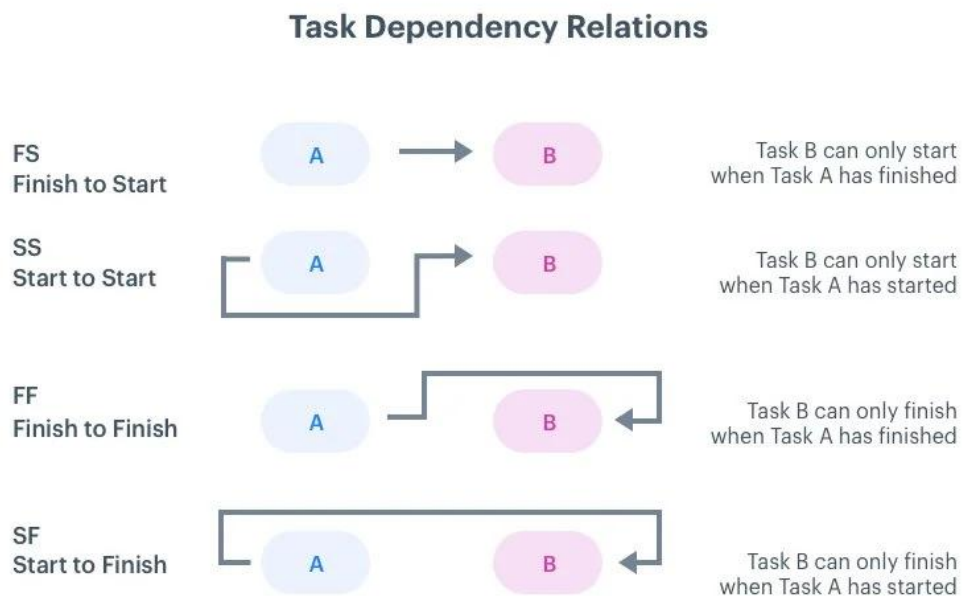 Task Dependency Relations
FS
Finish to Start
A
B
Task B can only start
when Task A has finished
SS
Start to Start
A
B
Task B can only start
when Task A has started
FF
Finish to Finish
A
B
Task B can only finish
when Task A has finished
SF
Start to Finish
A
B
Task B can only finish
when Task A has started